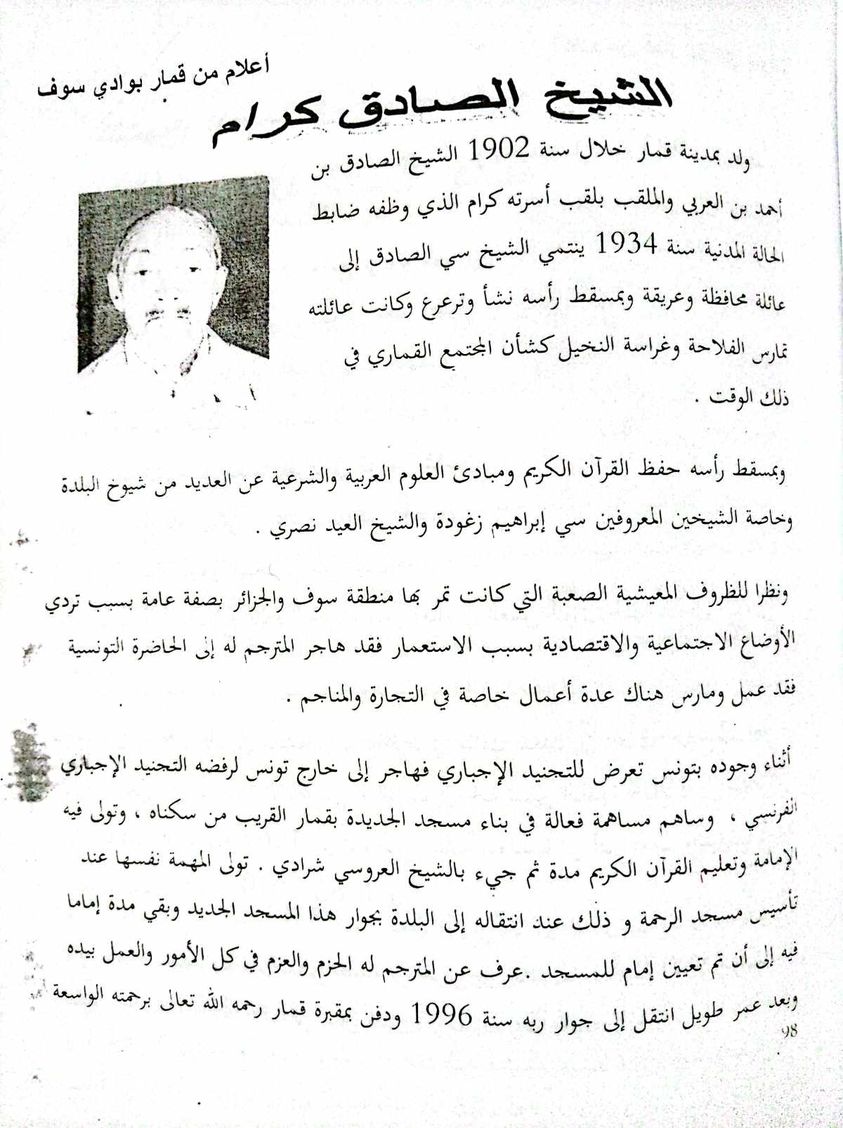 أعلام من قمار بوادي سوف
الشيخ الصادق كرام
ولد بمدينة قمار خلال سنة 1902 الشيخ الصادق بن
أحمد بن العربي والملقب بلقب أسرته كرام الذي وظفه ضابط
الحالة المدنية سنة 1934 ينتمي الشيخ سي الصادق إلى
عائلة محافظة وعريقة وبمسقط رأسه نشأ وترعرع وكانت عائلته
تمارس الفلاحة وغراسة النخيل كشأن المجتمع القماري في
ذلك الوقت .
وبمسقط رأسه حفظ القرآن الكريم ومبادئ العلوم العربية والشرعية عن العديد من شيوخ البلدة
وخاصة الشيخين المعروفين سي إبراهيم زغودة والشيخ العيد نصري .
ونظرا للظروف المعيشية الصعبة التي كانت تمر بها منطقة سوف والجزائر بصفة عامة بسبب تردي
الأوضاع الاجتماعية والاقتصادية بسبب الاستعمار فقد هاجر المترجم له إلى الحاضرة التونسية
فقد عمل ومارس هناك عدة أعمال خاصة في التجارة والمناجم .
أثناء وجوده بتونس تعرض للتجنيد الإجباري فهاجر إلى خارج تونس لرفضه التجنيد الإجباري
الفرنسي ، وساهم مساهمة فعالة في بناء مسجد الجديدة بقمار القريب من سكناه ، وتولى فيه
الإمامة وتعليم القرآن الكريم مدة ثم جيء بالشيخ العروسي شرادي . تولى المهمة نفسها عند
تأسيس مسجد الرحمة و ذلك عند انتقاله إلى البلدة بجوار هذا المسجد الجديد وبقي مدة إماما
فيه إلى أن تم تعيين إمام للمسجد .عرف عن المترجم له الحزم والعزم في كل الأمور والعمل بيده
وبعد عمر طويل انتقل إلى جوار ربه سنة 1996 ودفن بمقبرة قمار رحمه الله تعالى برحمته الواسعة
98